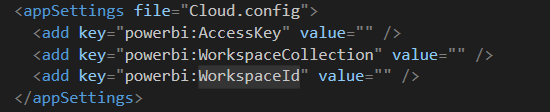 <appSettings file="Cloud.config">
<add key="powerbi:AccessKey" value="" />
<add key="powerbi:WorkspaceCollection" value="" />
<add key="powerbi:WorkspaceId" value="" />
</appSettings>